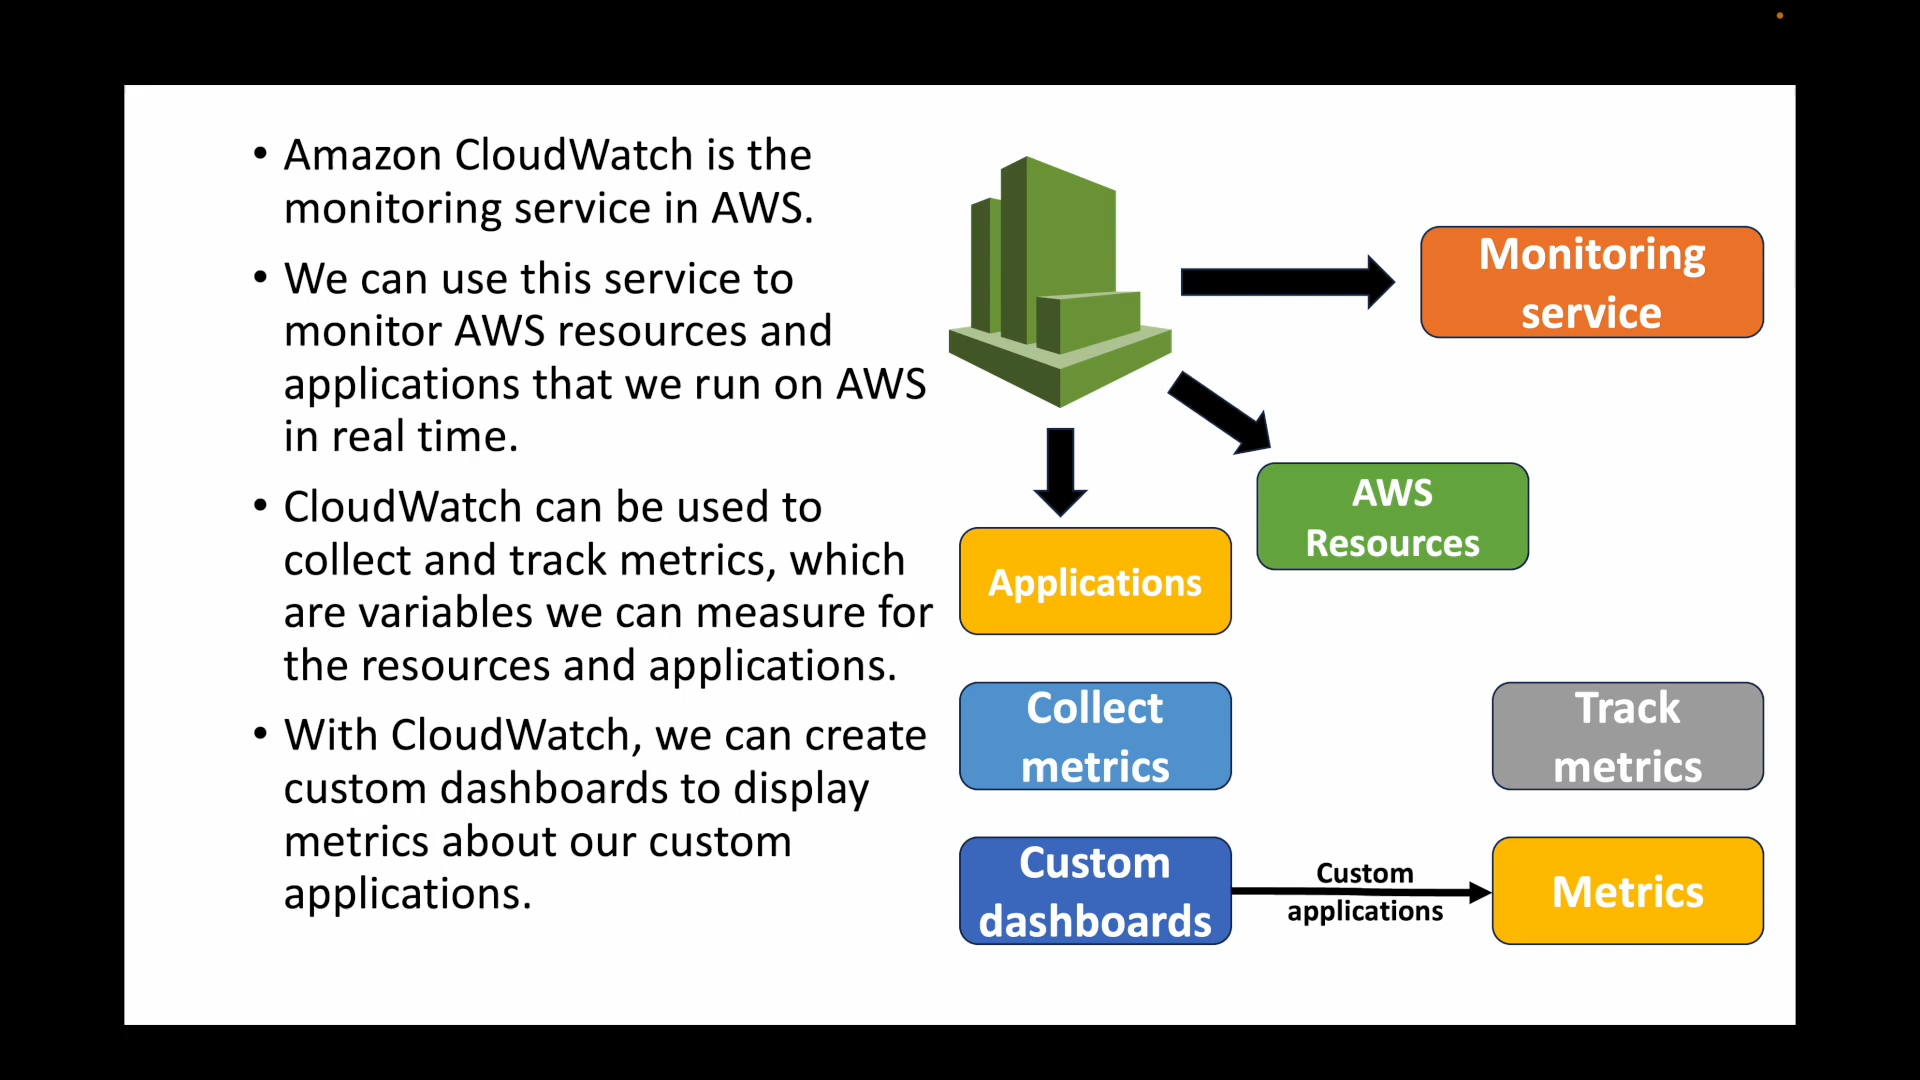 • Amazon CloudWatch is the
monitoring service in AWS.
• We can use this service to
monitor AWS resources and
applications that we run on AWS
in real time.
• CloudWatch can be used to
collect and track metrics, which
are variables we can measure for
the resources and applications.
• With CloudWatch, we can create
custom dashboards to display
metrics about our custom
applications.
Monitoring
service
AWS
Resources
Applications
Collect
metrics
Track
metrics
Custom
dashboards
Custom
applications
Metrics